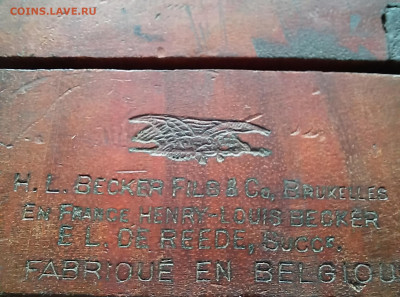 COINS.LAVE.RU
H. L. BECKER FILS & Co, BRUXELLES
EN FRANCE HENRY-LOUIS BECKER
E L. DE REEDE, SUCCR.
FABRIQUÉ EN BELGIQU